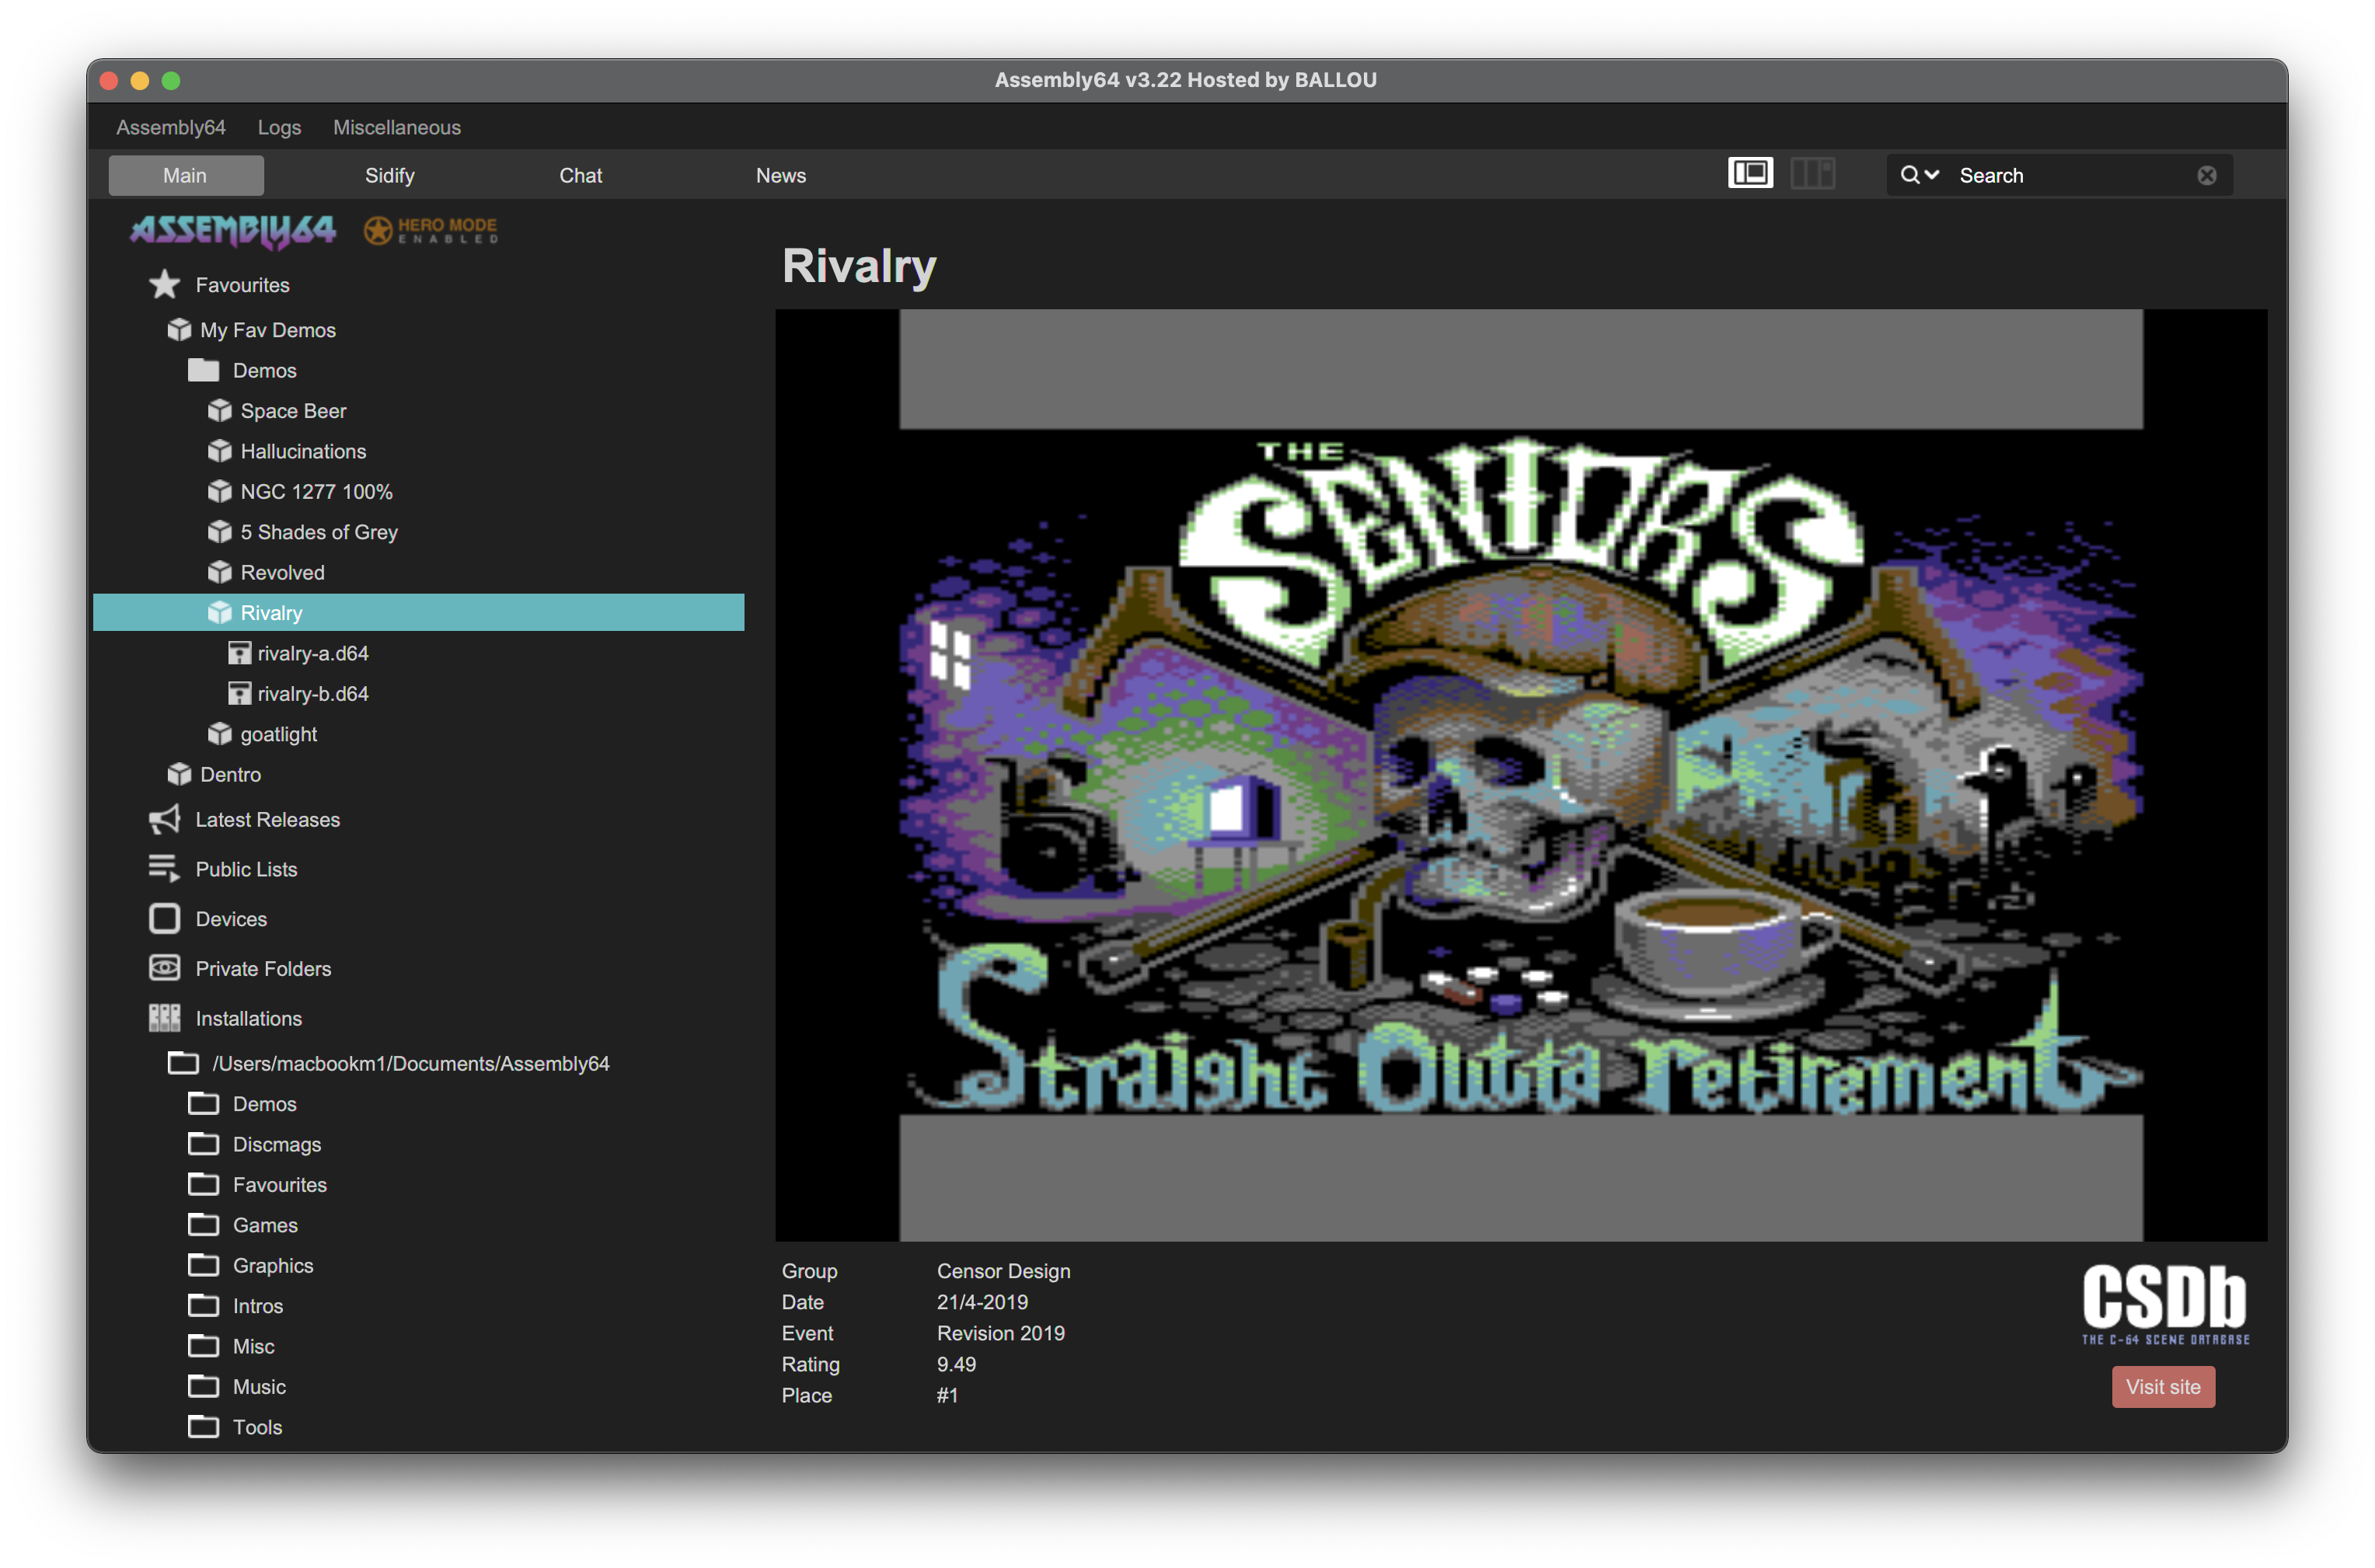 Assembly64 v3.22 Hosted by BALLOU
Assembly64 Logs Miscellaneous
Main Sidify Chat News Search
ASSEMBLY64 HERO MODE
ENABLED
Favourites
My Fav Demos
Demos
Space Beer
Hallucinations
NGC 1277 100%
5 Shades of Grey
Revolved
Rivalry
rivalry-a.d64
rivalry-b.d64
goatlight
Dentro
Latest Releases
Public Lists
Devices
Private Folders
Installations
/Users/macbookm1/Documents/Assembly64
Demos
Discmags
Favourites
Games
Graphics
Intros
Misc
Music
Tools
Rivalry
THE
SENIORS
Straight Outta retirement
Group Censor Design
Date 21/4-2019
Event Revision 2019
Rating 9.49
Place #1
CSDb
THE C-64 SCENE DATABASE
Visit site